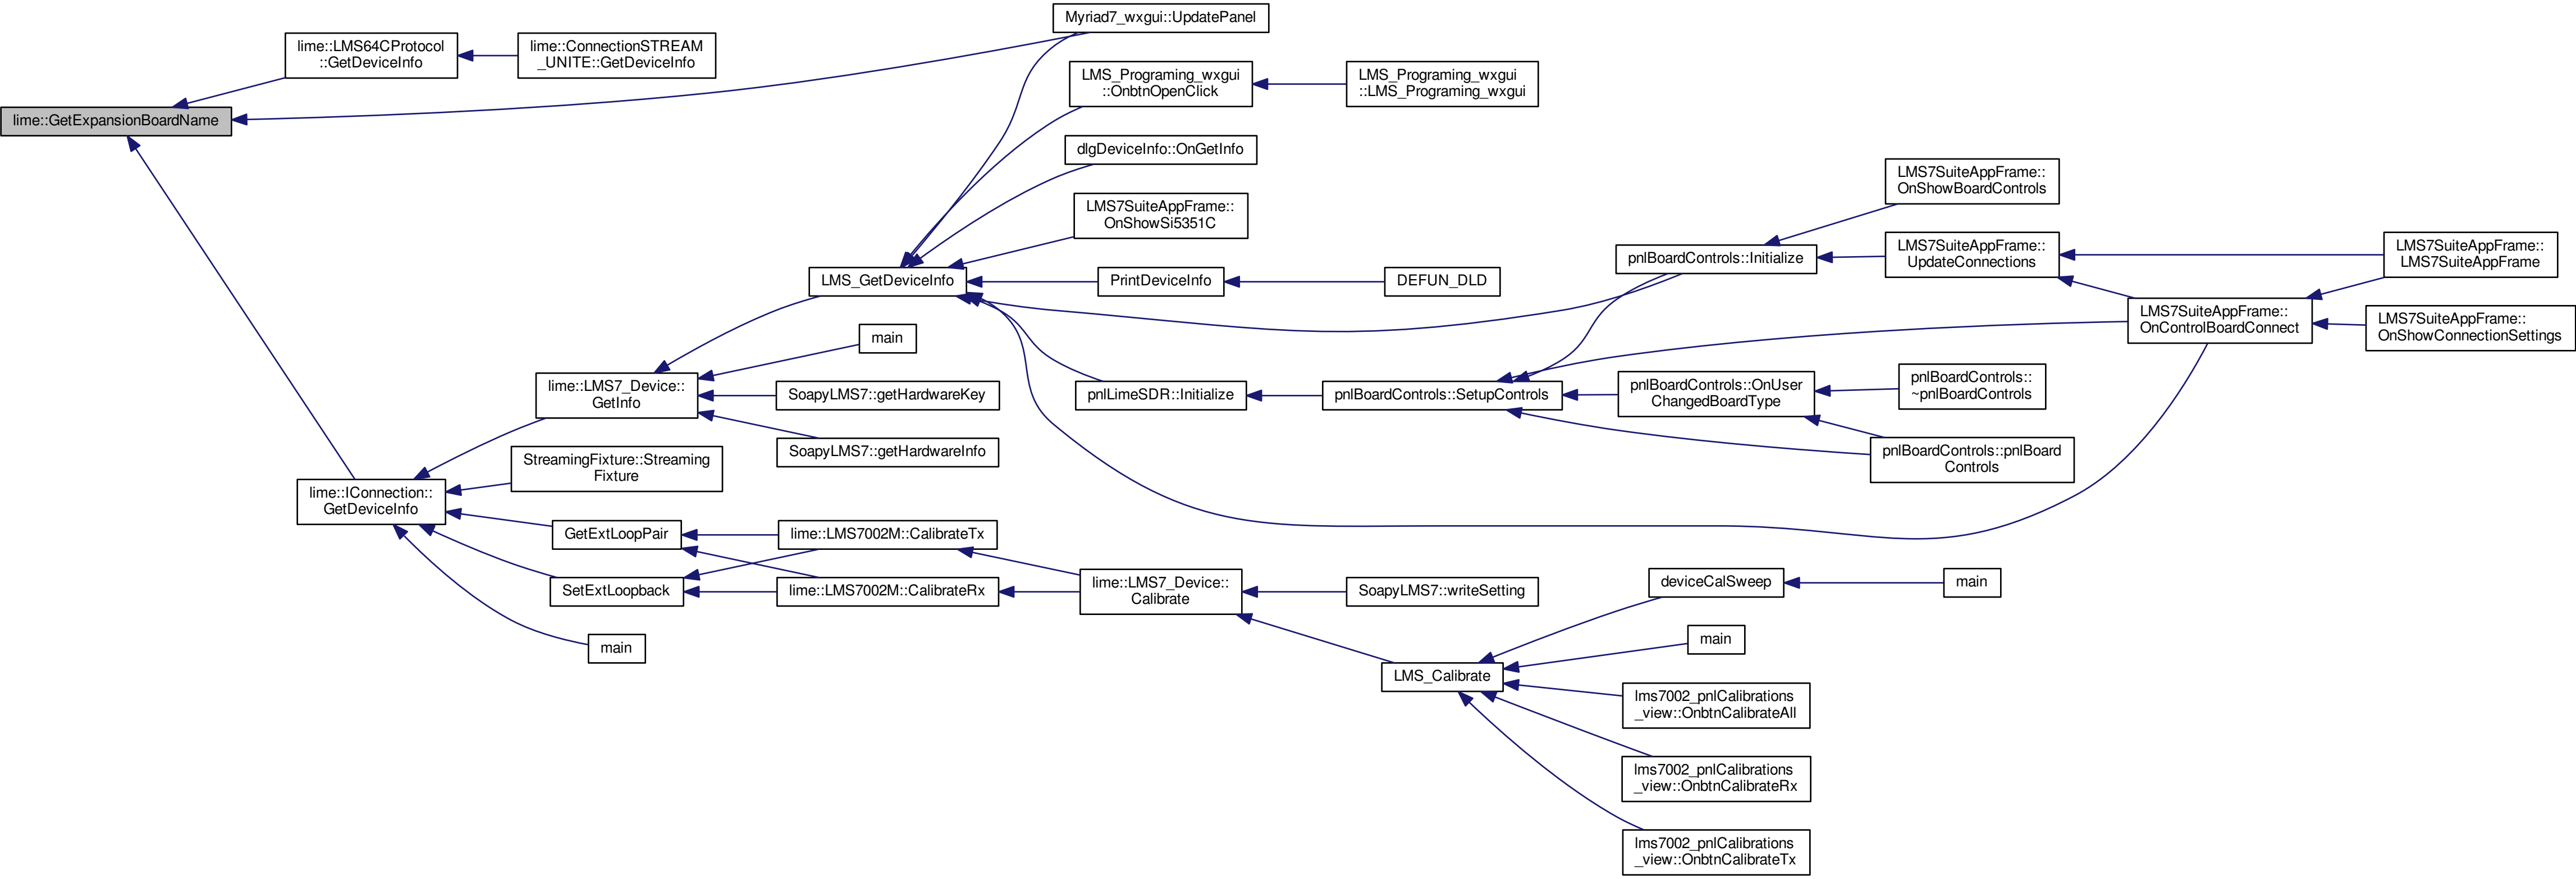 lime::GetExpansionBoardName
lime::LMS64CProtocol
::GetDeviceInfo
lime::ConnectionSTREAM
_UNITE::GetDeviceInfo
Myriad7_wxgui::UpdatePanel
LMS_Programing_wxgui
::OnbtnOpenClick
LMS_Programing_wxgui
::LMS_Programing_wxgui
dlgDeviceInfo::OnGetInfo
LMS7SuiteAppFrame::
OnShowSi5351C
LMS_GetDeviceInfo
PrintDeviceInfo
DEFUN_DLD
pnlBoardControls::Initialize
LMS7SuiteAppFrame::
OnShowBoardControls
LMS7SuiteAppFrame::
UpdateConnections
LMS7SuiteAppFrame::
LMS7SuiteAppFrame
LMS7SuiteAppFrame::
OnControlBoardConnect
LMS7SuiteAppFrame::
OnShowConnectionSettings
main
lime::LMS7_Device::
GetInfo
SoapyLMS7::getHardwareKey
SoapyLMS7::getHardwareInfo
pnlLimeSDR::Initialize
pnlBoardControls::SetupControls
pnlBoardControls::OnUser
ChangedBoardType
pnlBoardControls::
~pnlBoardControls
pnlBoardControls::pnlBoard
Controls
StreamingFixture::Streaming
Fixture
lime::IConnection::
GetDeviceInfo
GetExtLoopPair
SetExtLoopback
main
lime::LMS7002M::CalibrateTx
lime::LMS7002M::CalibrateRx
lime::LMS7_Device::
Calibrate
SoapyLMS7::writeSetting
LMS_Calibrate
deviceCalSweep
main
main
lms7002_pnlCalibrations
_view::OnbtnCalibrateAll
lms7002_pnlCalibrations
_view::OnbtnCalibrateRx
lms7002_pnlCalibrations
_view::OnbtnCalibrateTx